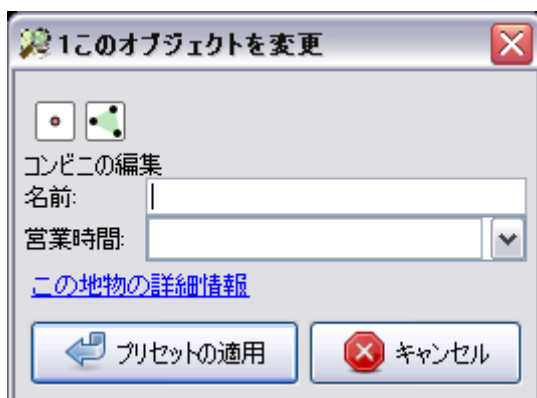 1このオブジェクトを変更
コンビニの編集
名前:
営業時間:
この地物の詳細情報
プリセットの適用
キャンセル